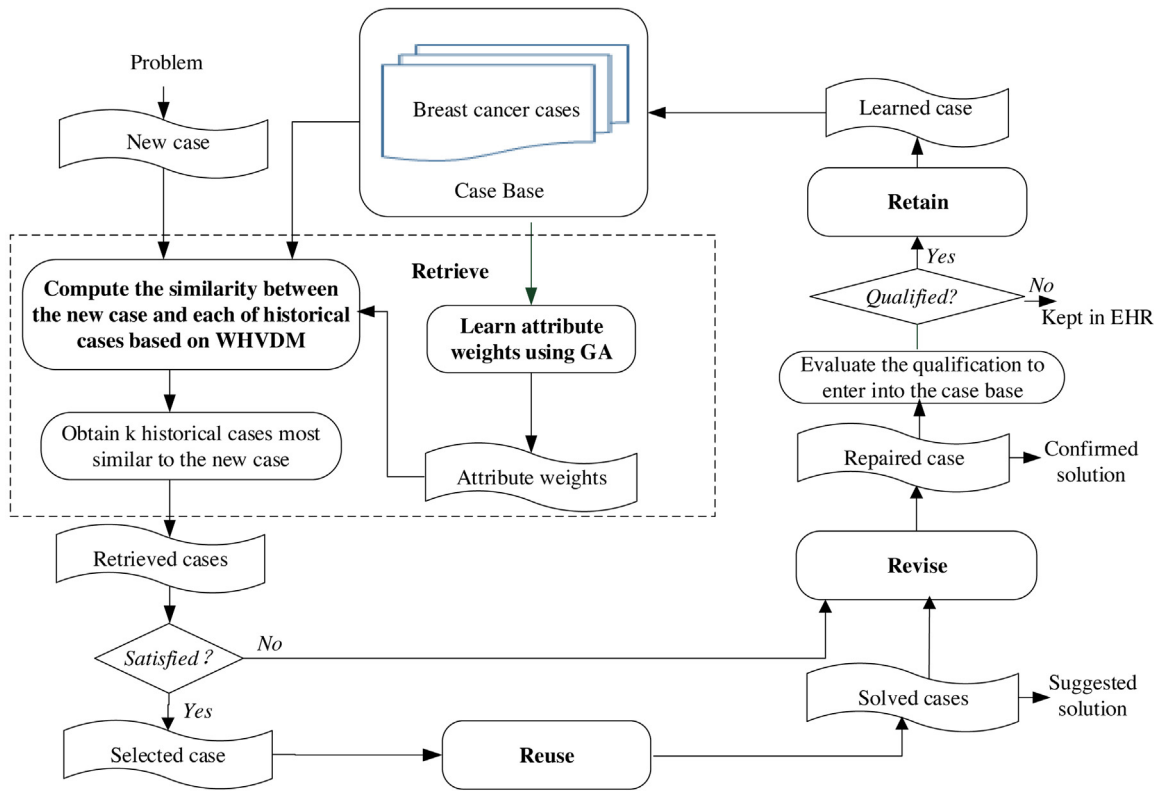 Problem
New case
Breast cancer cases
Case Base
Learned case
Retain
Yes
Qualified?
No
Kept in EHR
Evaluate the qualification to
enter into the case base
Repaired case
Confirmed
solution
Revise
Retrieve
Compute the similarity between
the new case and each of historical
cases based on WHVDM
Learn attribute
weights using GA
Obtain k historical cases most
similar to the new case
Attribute weights
Retrieved cases
Satisfied?
No
Yes
Selected case
Reuse
Solved cases
Suggested
solution